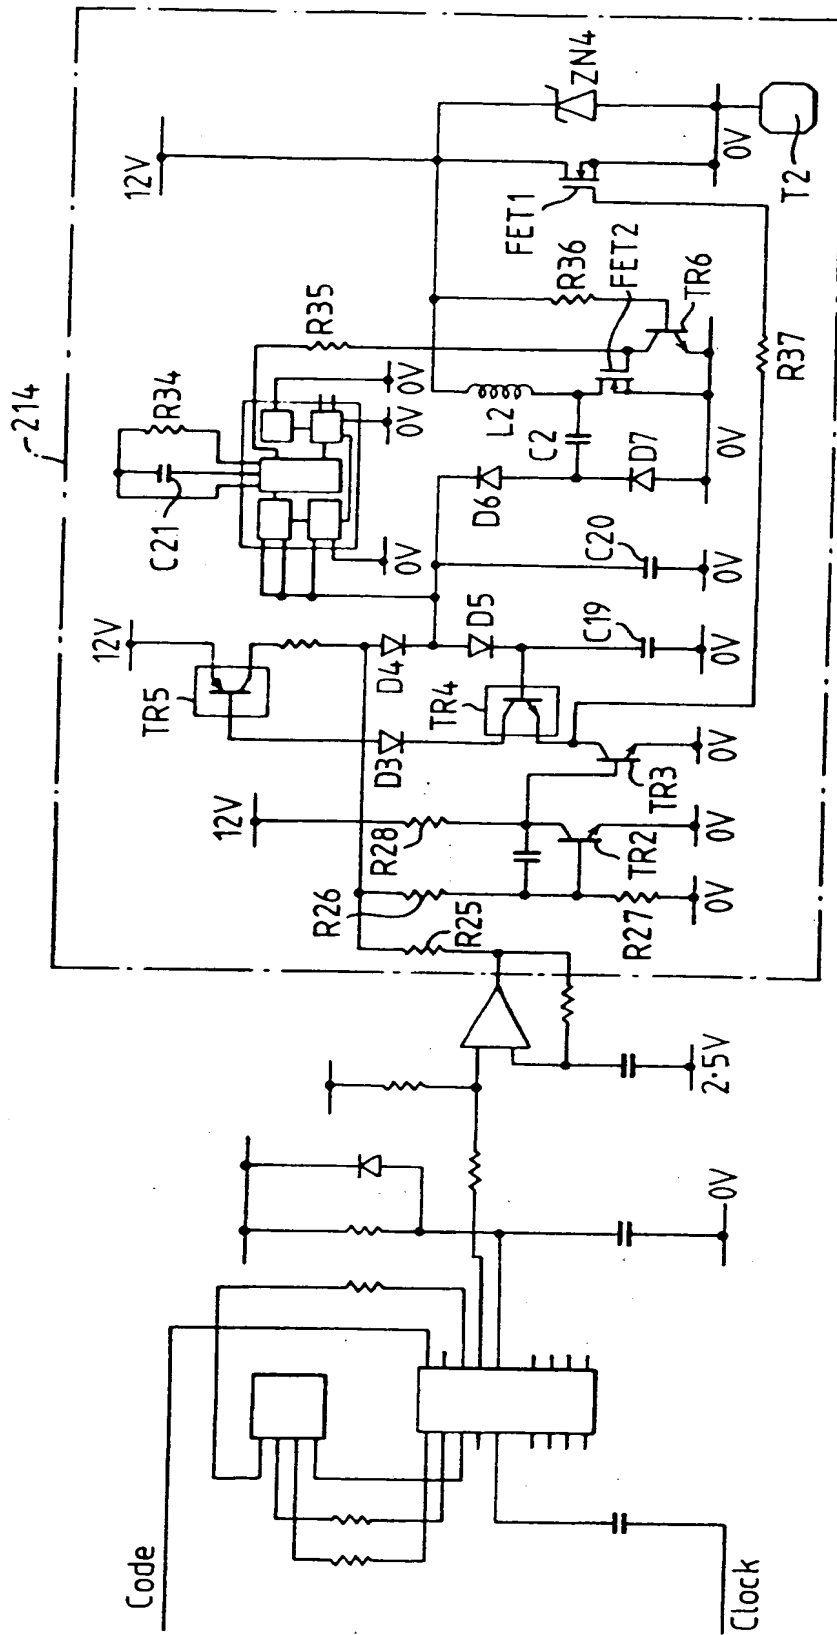 214
12V
12V
12V
TR5
C21
R34
R35
0V
0V
0V
ZN4
R36
FET1
FET2
L2
C2
TR6
0V
T2
D6
D7
0V
D4
D5
D3
TR4
C20
C19
0V
0V
R37
R28
R26
R25
TR3
0V
TR2
0V
R27
0V
2·5V
0V
Code
Clock